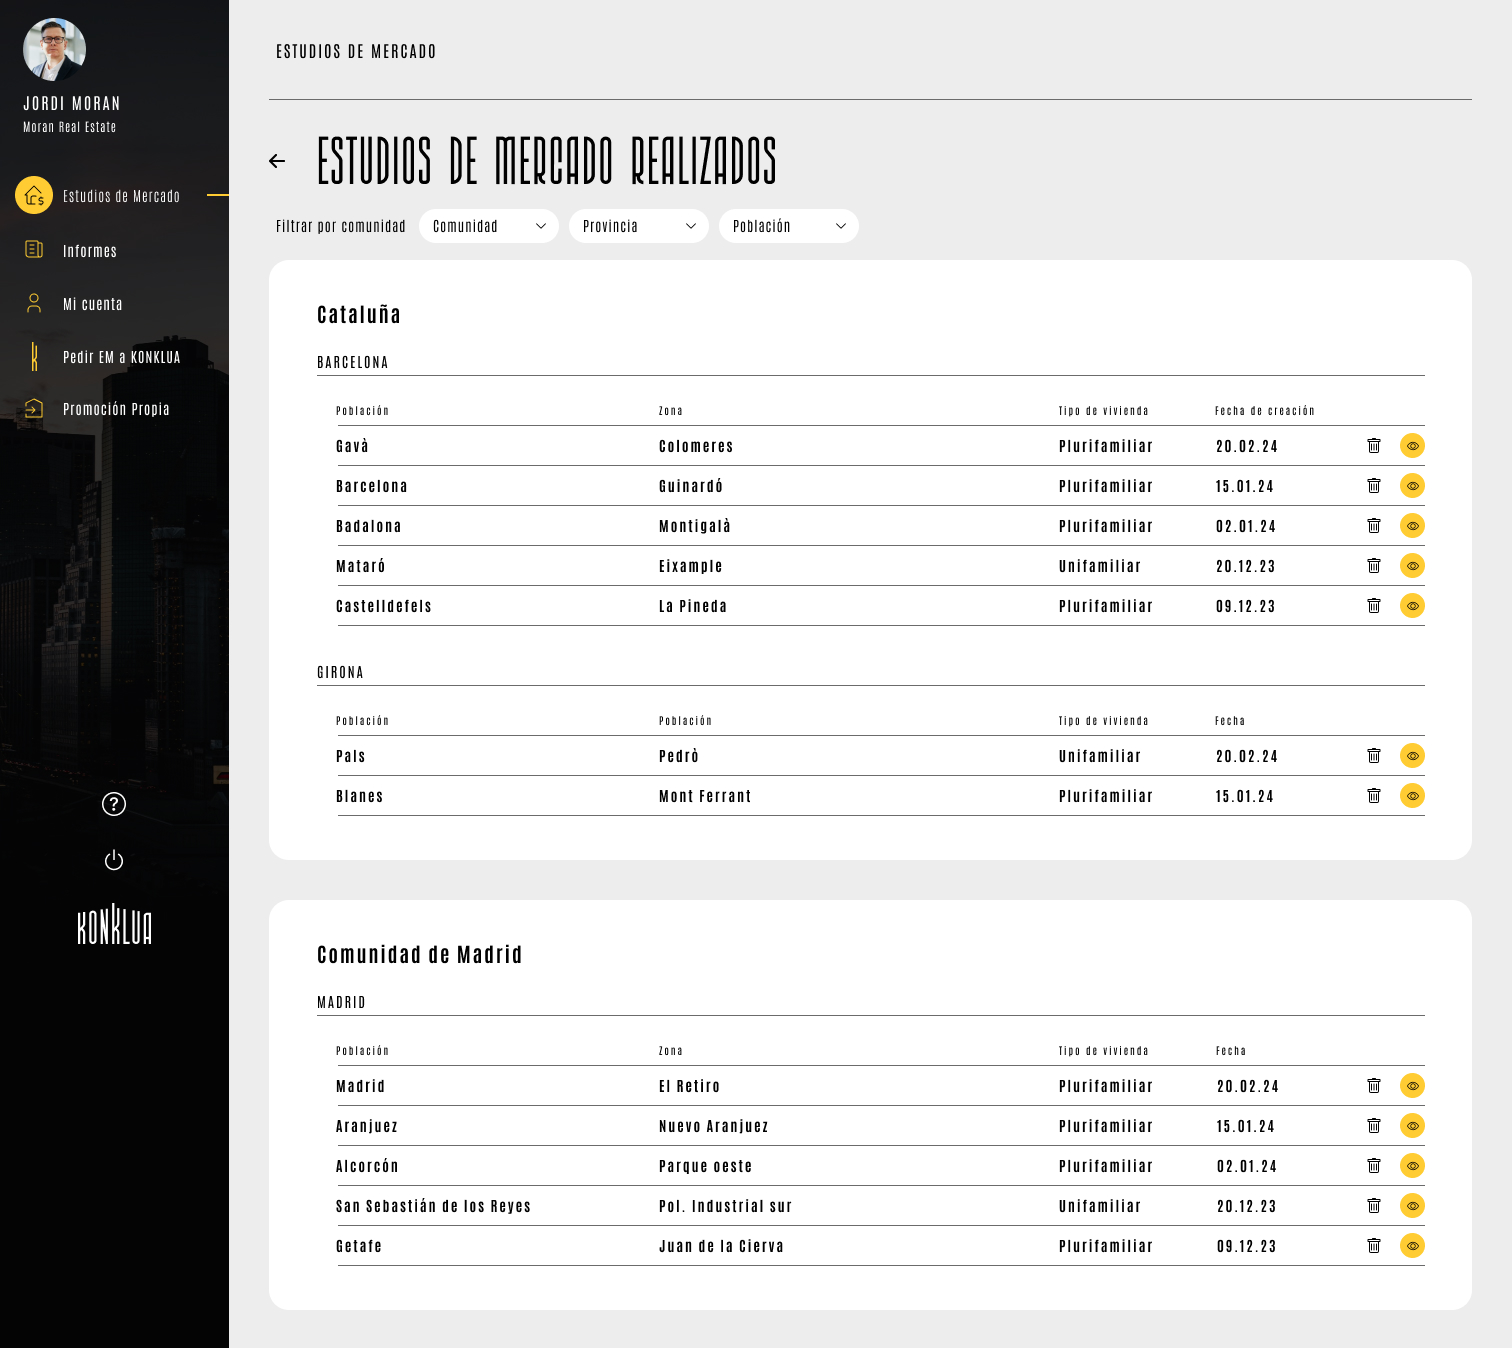 JORDI MORAN
Moran Real Estate
Estudios de Mercado
Informes
Mi cuenta
Pedir EM a KONKLUA
Promoción Propia
?
KONKLUA
ESTUDIOS DE MERCADO
ESTUDIOS DE MERCADO REALIZADOS
Filtrar por comunidad Comunidad Provincia Población
Cataluña
BARCELONA
Población Zona Tipo de vivienda Fecha de creación
Gavà Colomeres Plurifamiliar 20.02.24
Barcelona Guinardó Plurifamiliar 15.01.24
Badalona Montigalà Plurifamiliar 02.01.24
Mataró Eixample Unifamiliar 20.12.23
Castelldefels La Pineda Plurifamiliar 09.12.23
GIRONA
Población Población Tipo de vivienda Fecha
Pals Pedrò Unifamiliar 20.02.24
Blanes Mont Ferrant Plurifamiliar 15.01.24
Comunidad de Madrid
MADRID
Población Zona Tipo de vivienda Fecha
Madrid El Retiro Plurifamiliar 20.02.24
Aranjuez Nuevo Aranjuez Plurifamiliar 15.01.24
Alcorcón Parque oeste Plurifamiliar 02.01.24
San Sebastián de los Reyes Pol. Industrial sur Unifamiliar 20.12.23
Getafe Juan de la Cierva Plurifamiliar 09.12.23